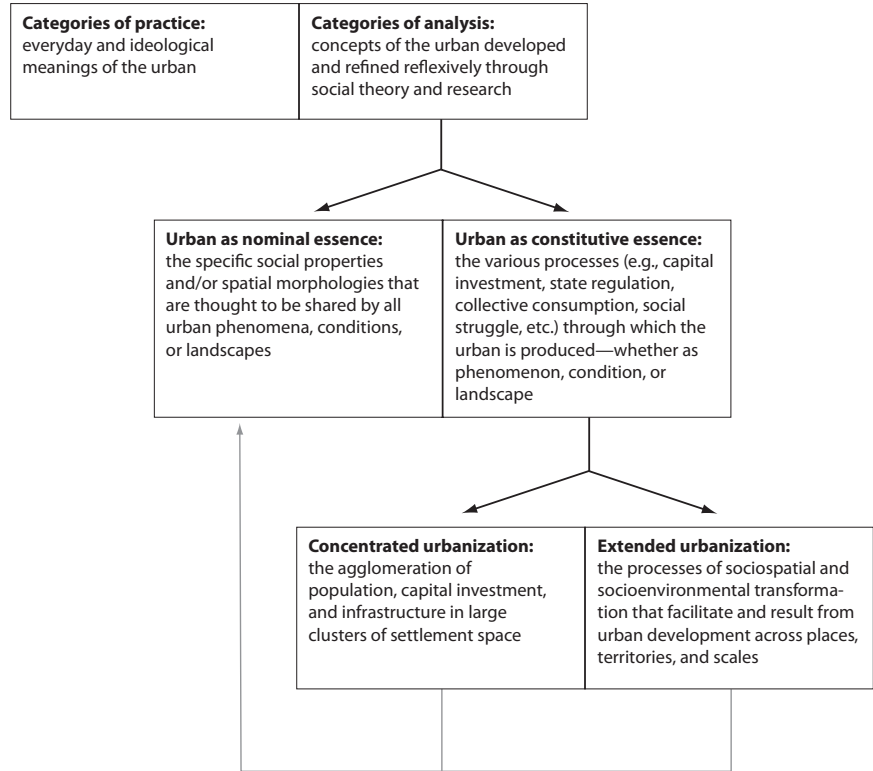 Categories of practice:
everyday and ideological
meanings of the urban
Categories of analysis:
concepts of the urban developed
and refined reflexively through
social theory and research
Urban as nominal essence:
the specific social properties
and/or spatial morphologies that
are thought to be shared by all
urban phenomena, conditions,
or landscapes
Urban as constitutive essence:
the various processes (e.g., capital
investment, state regulation,
collective consumption, social
struggle, etc.) through which the
urban is produced—whether as
phenomenon, condition, or
landscape
Concentrated urbanization:
the agglomeration of
population, capital investment,
and infrastructure in large
clusters of settlement space
Extended urbanization:
the processes of sociospatial and
socioenvironmental transforma-
tion that facilitate and result from
urban development across places,
territories, and scales